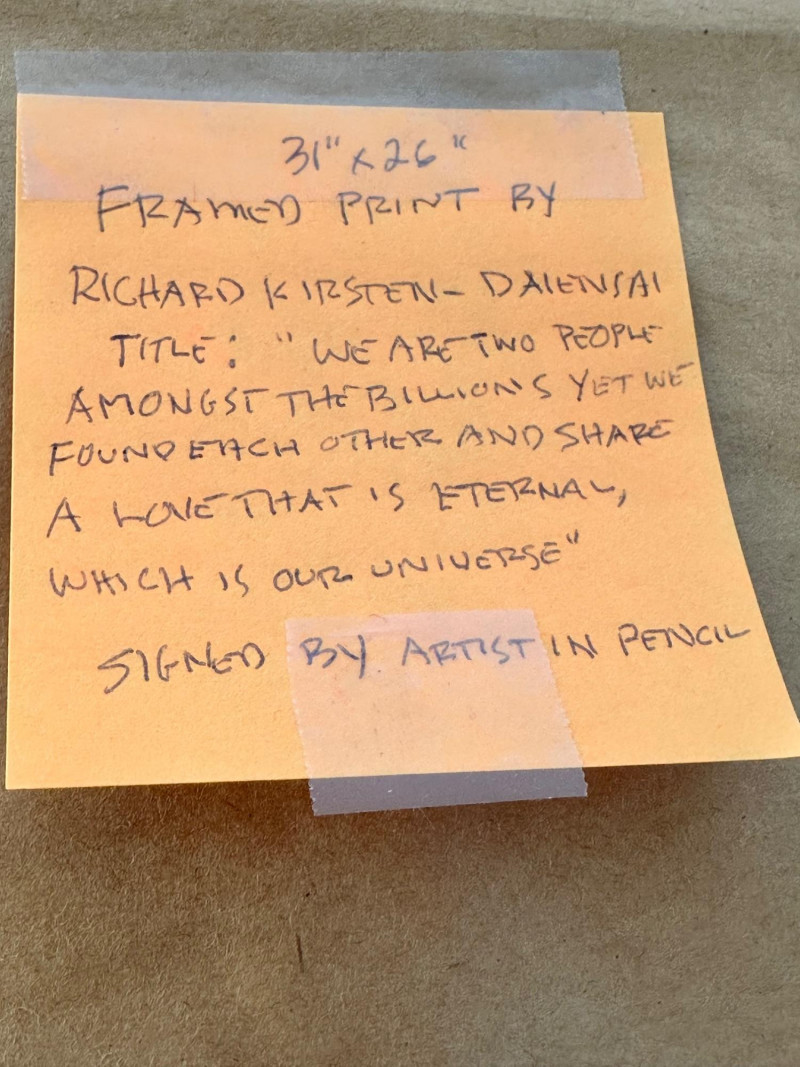 31" x 26"
FRAMED PRINT BY
RICHARD KIRSTEN- DAIENSAI
TITLE: "WE ARE TWO PEOPLE
AMONGST THE BILLIONS YET WE
FOUND EACH OTHER AND SHARE
A LOVE THAT IS ETERNAL,
WHICH IS OUR UNIVERSE"
SIGNED BY ARTIST IN PENCIL